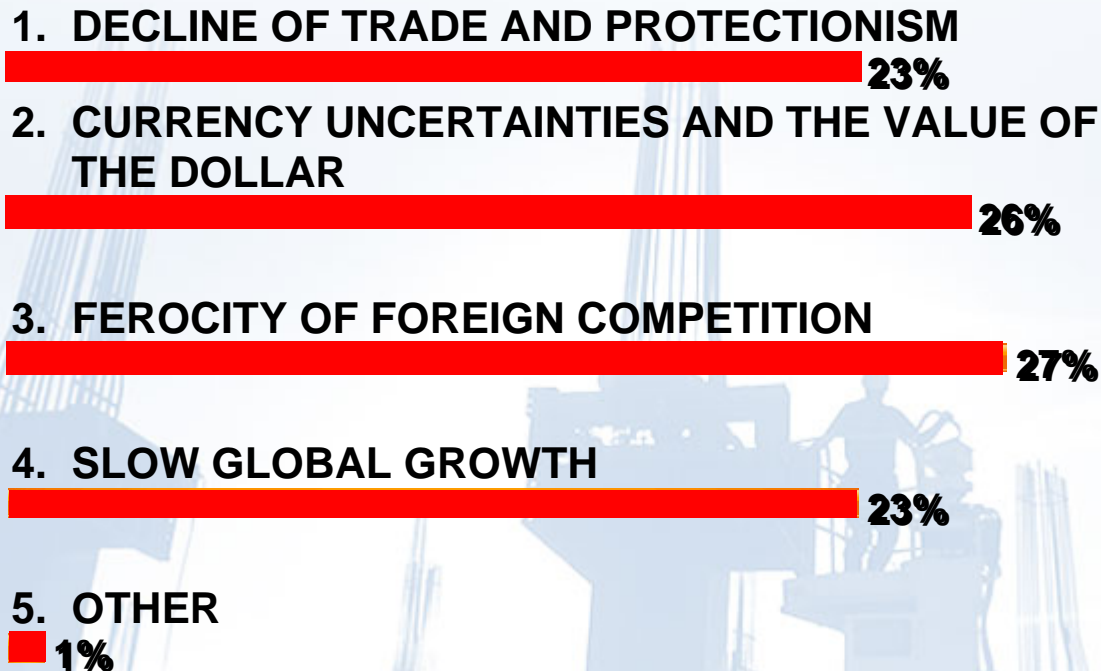 1. DECLINE OF TRADE AND PROTECTIONISM
23%
2. CURRENCY UNCERTAINTIES AND THE VALUE OF
THE DOLLAR
26%
3. FEROCITY OF FOREIGN COMPETITION
27%
4. SLOW GLOBAL GROWTH
23%
5. OTHER
1%